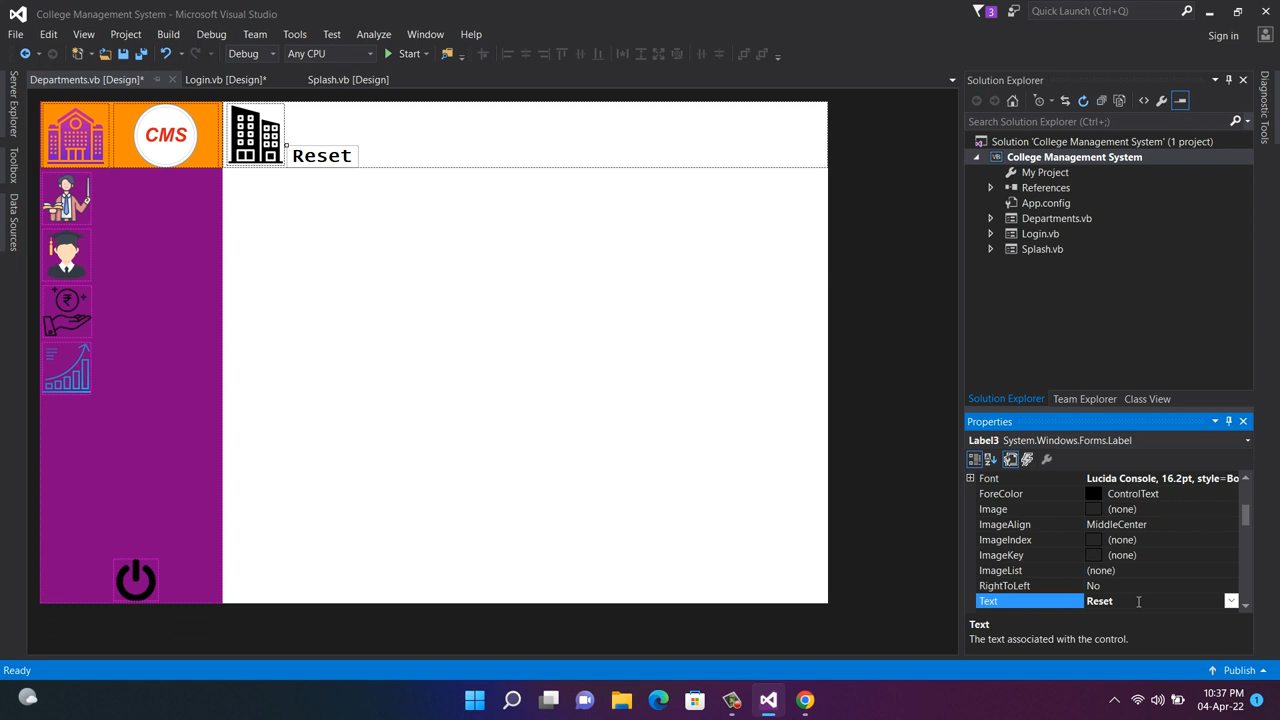 College Management System - Microsoft Visual Studio
3
Quick Launch (Ctrl+;)
File Edit View Project Build Debug Team Tools Test Analyze Window Help
Sign in
Debug Any CPU Start
Departments.vb [Design]* Login.vb [Design]* Splash.vb [Design]
Server Explorer
Toolbox
Data Sources
CMS
Reset
Solution Explorer
Search Solution Explorer (Ctrl+;)
Solution 'College Management System' (1 project)
VB College Management System
My Project
References
App.config
Departments.vb
Login.vb
Splash.vb
Solution Explorer Team Explorer Class View
Diagnostic Tools
Properties
Label3 System.Windows.Forms.Label
Font Lucida Console, 16.2pt, style=Bo
ForeColor ControlText
Image (none)
ImageAlign MiddleCenter
ImageIndex (none)
ImageKey (none)
ImageList (none)
RightToLeft No
Text Reset
Text
The text associated with the control.
Ready
Publish
10:37 PM
04-Apr-22
1